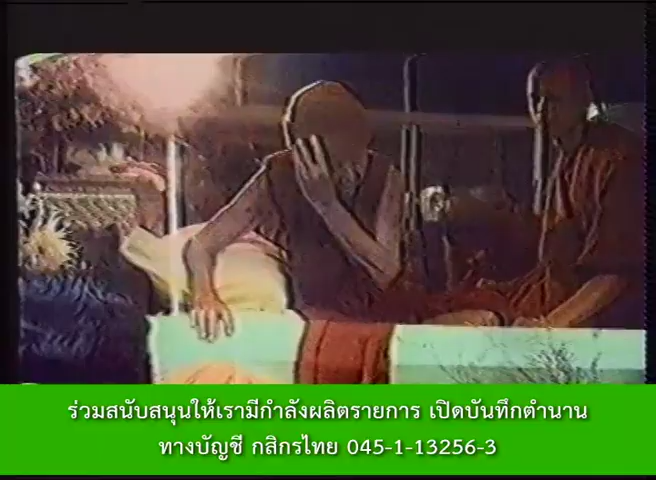 ร่วมสนับสนุนให้เรามีกำลังผลิตรายการ เปิดบันทึกตำนาน
ทางบัญชี กสิกรไทย 045-1-13256-3